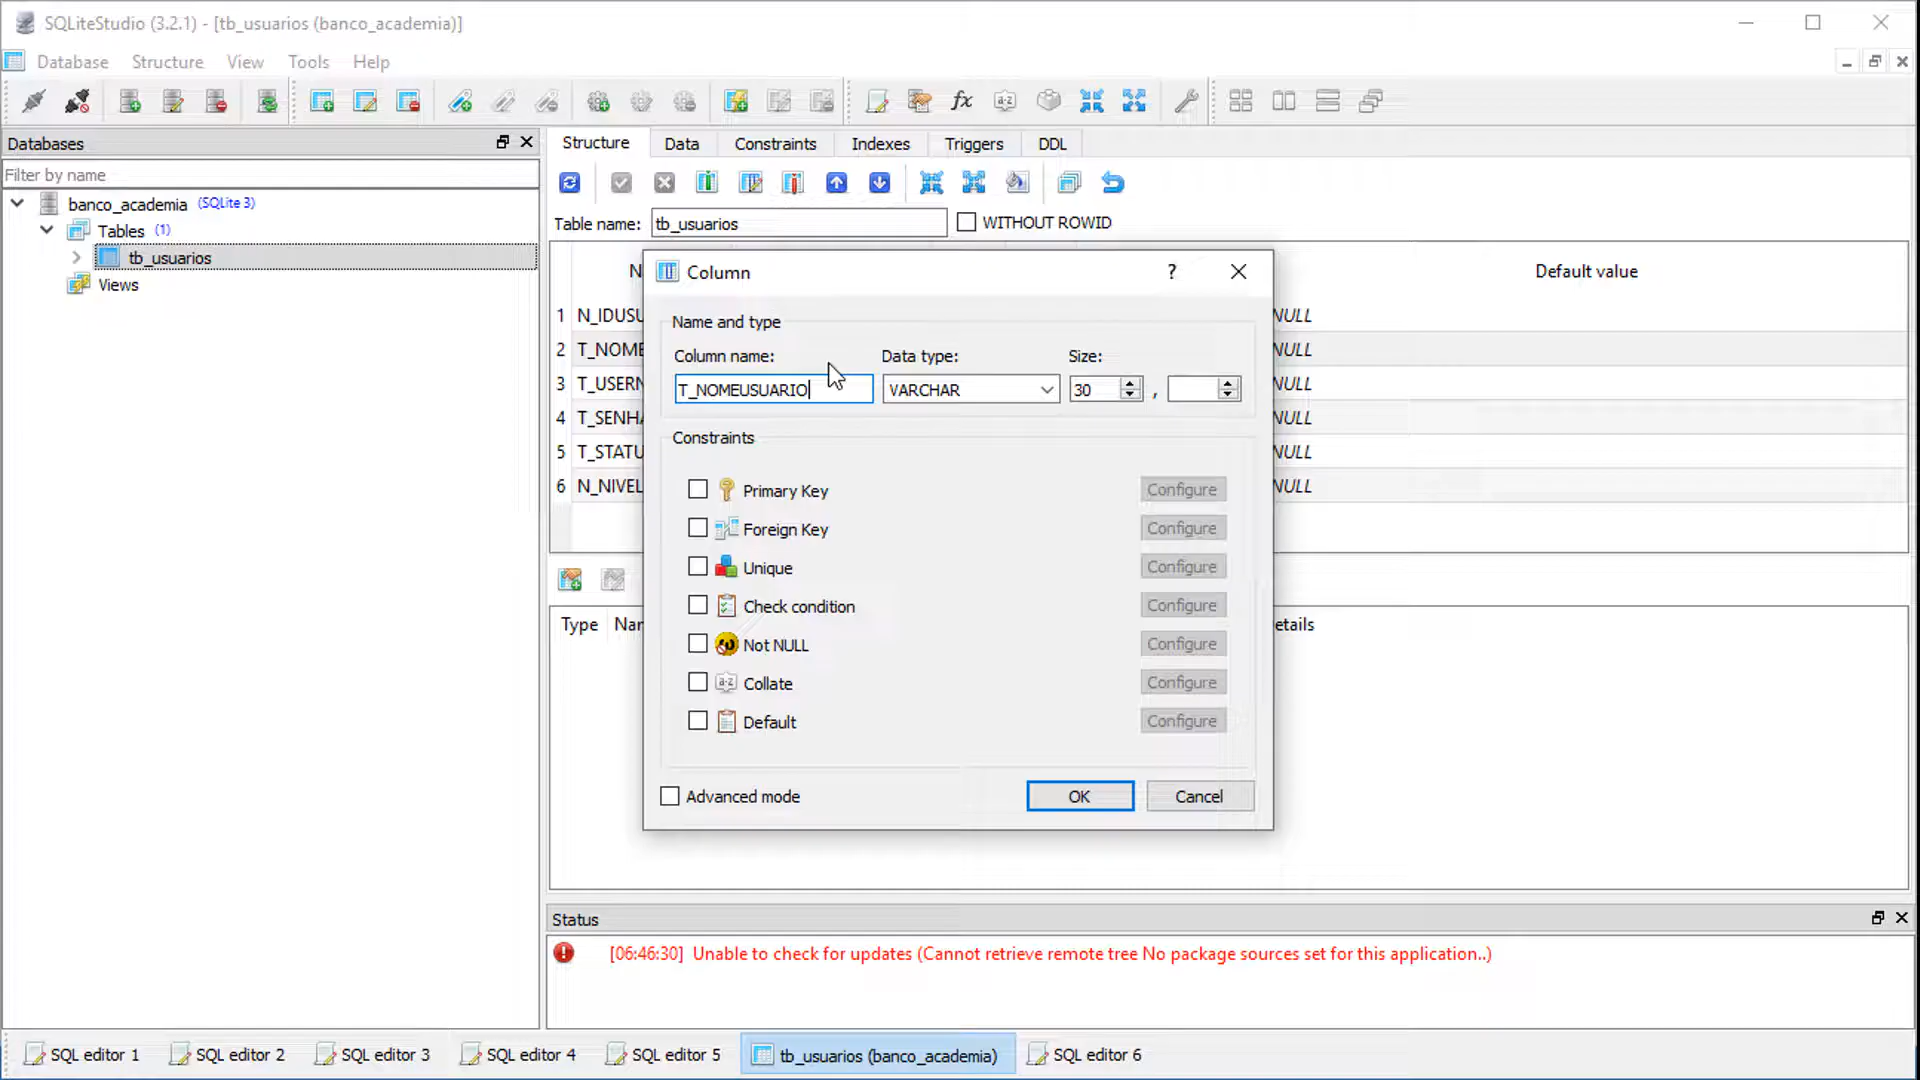 SQLiteStudio (3.2.1) - [tb_usuarios (banco_academia)]
Database Structure View Tools Help
Databases
Filter by name
banco_academia (SQLite 3)
Tables (1)
tb_usuarios
Views
Structure Data Constraints Indexes Triggers DDL
Table name: tb_usuarios WITHOUT ROWID
N Default value
1 N_IDUSU NULL
2 T_NOME NULL
3 T_USERN NULL
4 T_SENHA NULL
5 T_STATU NULL
6 N_NIVEL NULL
Type Nar etails
Column ?
Name and type
Column name: Data type: Size:
T_NOMEUSUARIO VARCHAR 30 ,
Constraints
Primary Key Configure
Foreign Key Configure
Unique Configure
Check condition Configure
Not NULL Configure
Collate Configure
Default Configure
Advanced mode OK Cancel
Status
[06:46:30] Unable to check for updates (Cannot retrieve remote tree No package sources set for this application..)
SQL editor 1 SQL editor 2 SQL editor 3 SQL editor 4 SQL editor 5 tb_usuarios (banco_academia) SQL editor 6